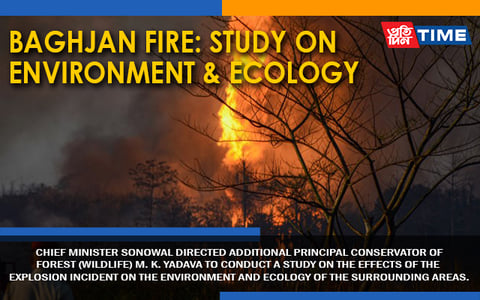 BAGHJAN FIRE: STUDY ON
ENVIRONMENT & ECOLOGY
প্ৰতিদিন TIME
CHIEF MINISTER SONOWAL DIRECTED ADDITIONAL PRINCIPAL CONSERVATOR OF
FOREST (WILDLIFE) M. K. YADAVA TO CONDUCT A STUDY ON THE EFFECTS OF THE
EXPLOSION INCIDENT ON THE ENVIRONMENT AND ECOLOGY OF THE SURROUNDING AREAS.